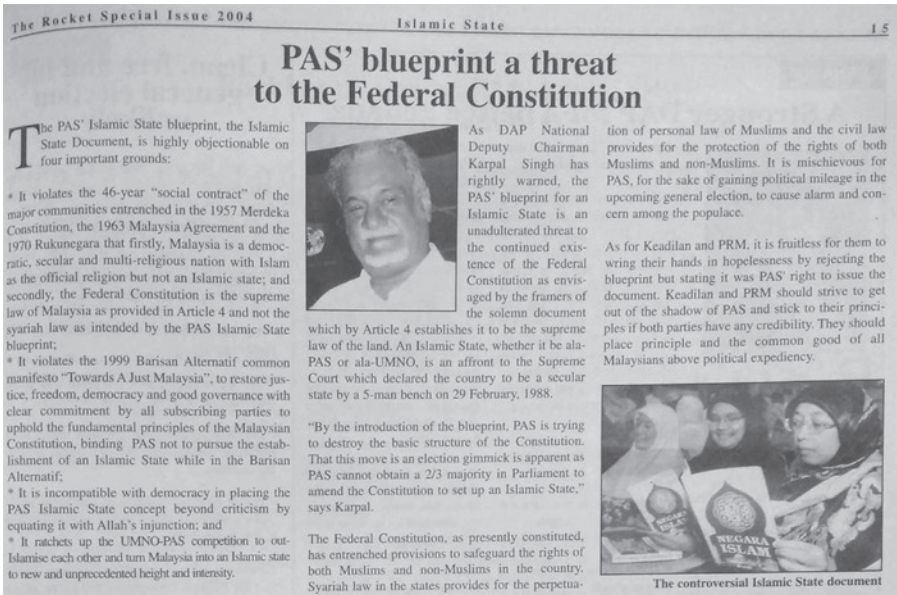 The Rocket Special Issue 2004
Islamic State
15
PAS' blueprint a threat
to the Federal Constitution
The PAS' Islamic State blueprint, the Islamic
State Document, is highly objectionable on
four important grounds:
* It violates the 46-year "social contract" of the
major communities entrenched in the 1957 Merdeka
Constitution, the 1963 Malaysia Agreement and the
1970 Rukunegara that firstly, Malaysia is a democ-
ratic, secular and multi-religious nation with Islam
as the official religion but not an Islamic state; and
secondly, the Federal Constitution is the supreme
law of Malaysia as provided in Article 4 and not the
syariah law as intended by the PAS Islamic State
blueprint;
* It violates the 1999 Barisan Alternatif common
manifesto "Towards A Just Malaysia", to restore jus-
tice, freedom, democracy and good governance with
clear commitment by all subscribing parties to
uphold the fundamental principles of the Malaysian
Constitution, binding PAS not to pursue the estab-
lishment of an Islamic State while in the Barisan
Alternatif;
* It is incompatible with democracy in placing the
PAS Islamic State concept beyond criticism by
equating it with Allah's injunction; and
* It ratchets up the UMNO-PAS competition to out-
Islamise each other and turn Malaysia into an Islamic state
to new and unprecedented height and intensity.
As DAP National
Deputy Chairman
Karpal Singh has
rightly warned, the
PAS' blueprint for an
Islamic State is an
unadulterated threat to
the continued exis-
tence of the Federal
Constitution as envis-
aged by the framers of
the solemn document
which by Article 4 establishes it to be the supreme
law of the land. An Islamic State, whether it be ala-
PAS or ala-UMNO, is an affront to the Supreme
Court which declared the country to be a secular
state by a 5-man bench on 29 February, 1988.
"By the introduction of the blueprint, PAS is trying
to destroy the basic structure of the Constitution.
That this move is an election gimmick is apparent as
PAS cannot obtain a 2/3 majority in Parliament to
amend the Constitution to set up an Islamic State,"
says Karpal.
The Federal Constitution, as presently constituted,
has entrenched provisions to safeguard the rights of
both Muslims and non-Muslims in the country.
Syariah law in the states provides for the perpetua-
tion of personal law of Muslims and the civil law
provides for the protection of the rights of both
Muslims and non-Muslims. It is mischievous for
PAS, for the sake of gaining political mileage in the
upcoming general election, to cause alarm and con-
cern among the populace.
As for Keadilan and PRM, it is fruitless for them to
wring their hands in hopelessness by rejecting the
blueprint but stating it was PAS' right to issue the
document. Keadilan and PRM should strive to get
out of the shadow of PAS and stick to their princi-
ples if both parties have any credibility. They should
place principle and the common good of all
Malaysians above political expediency.
NEGARA
ISLAM
NEGARA
ISLAM
The controversial Islamic State document